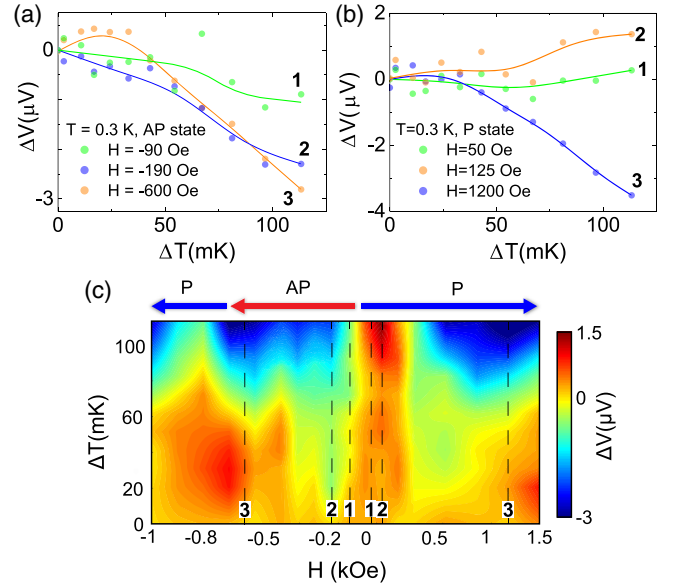 (a)
0
-3
ΔV(μV)
1
2
3
T = 0.3 K, AP state
H = -90 Oe
H = -190 Oe
H = -600 Oe
0 50 100
ΔT(mK)
(b)
2
0
-2
-4
ΔV(μV)
2
1
3
T=0.3 K, P state
H=50 Oe
H=125 Oe
H=1200 Oe
0 50 100
ΔT(mK)
(c)
P AP P
100
60
20
0
ΔT(mK)
3 2 1 1 2 3
-1 -0.8 -0.5 -0.2 0 0.5 1 1.5
H (kOe)
1.5
0
-3
ΔV(μV)